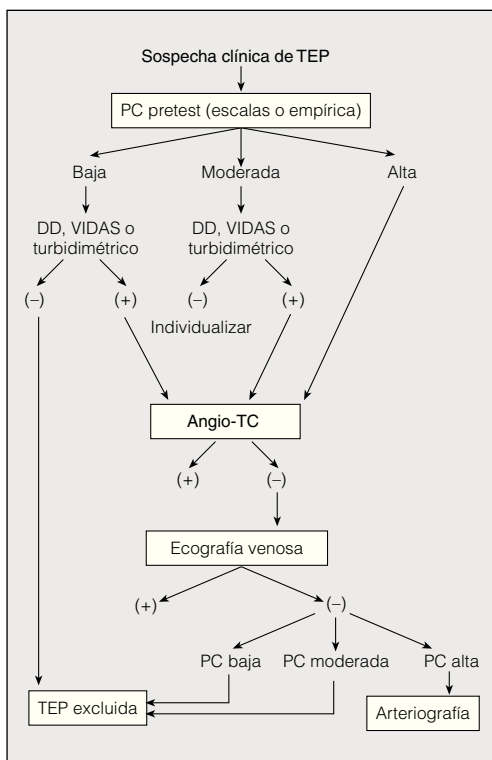 Sospecha clínica de TEP
PC pretest (escalas o empírica)
Baja Moderada Alta
DD, VIDAS o turbidimétrico
DD, VIDAS o turbidimétrico
(–) (+) (–) (+)
Individualizar
Angio-TC
(+) (–)
Ecografía venosa
(+) (–)
PC baja PC moderada PC alta
TEP excluida Arteriografía